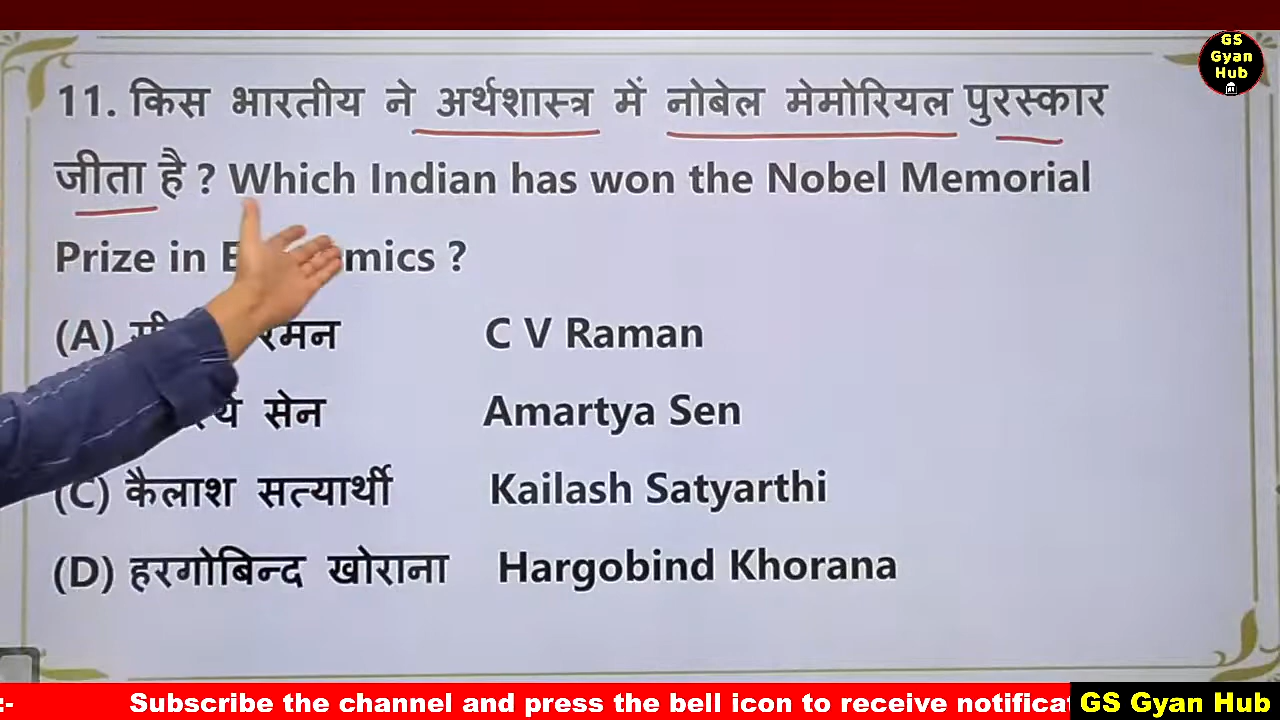 GS
Gyan
Hub
11. किस भारतीय ने अर्थशास्त्र में नोबेल मेमोरियल पुरस्कार
जीता है ? Which Indian has won the Nobel Memorial
Prize in ?
(A) रमन C V Raman
सेन Amartya Sen
(C) कैलाश सत्यार्थी Kailash Satyarthi
(D) हरगोबिन्द खोराना Hargobind Khorana
:- Subscribe the channel and press the bell icon to receive GS Gyan Hub